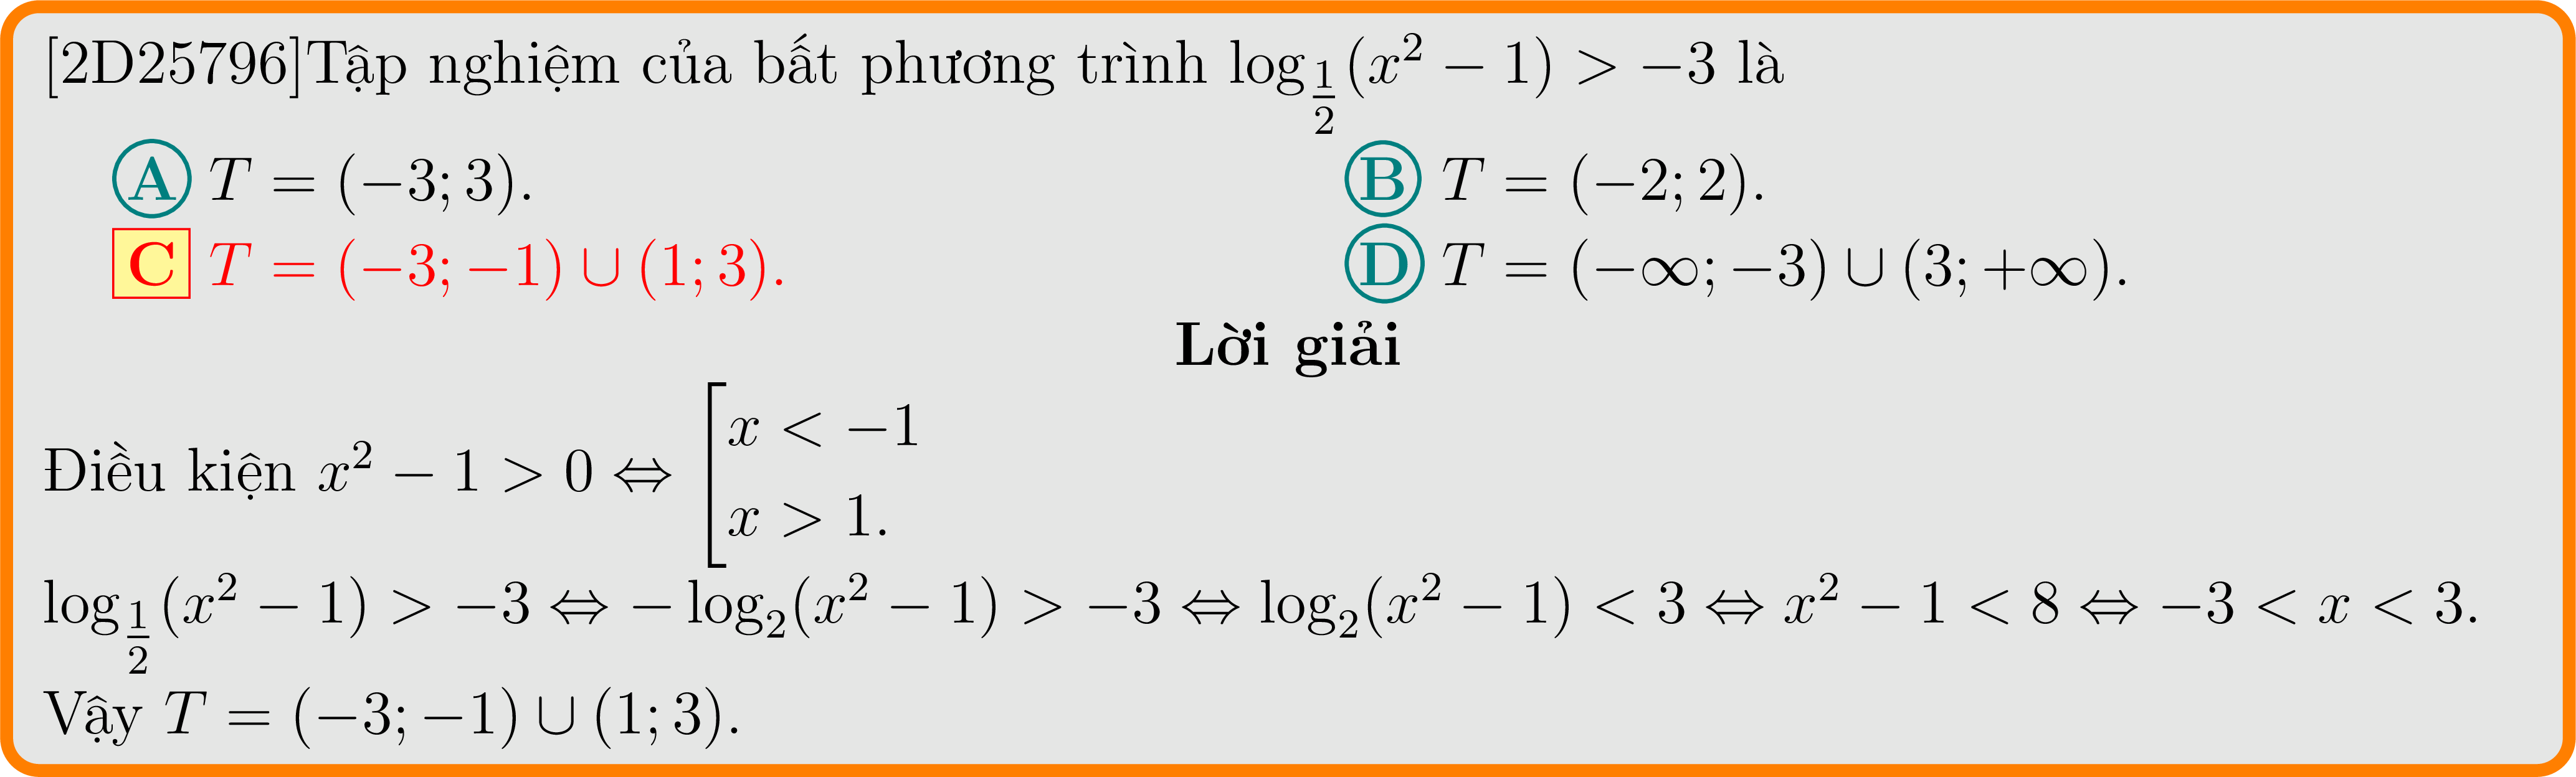 [2D25796]Tập nghiệm của bất phương trình $\log_{\frac{1}{2}}(x^2 - 1) > -3$ là
A $T = (-3; 3).$ B $T = (-2; 2).$
C $T = (-3; -1) \cup (1; 3).$ D $T = (-\infty; -3) \cup (3; +\infty).$
Lời giải
Điều kiện $x^2 - 1 > 0 \Leftrightarrow \left[\begin{array}{l} x < -1 \\ x > 1. \end{array}\right.$
$\log_{\frac{1}{2}}(x^2 - 1) > -3 \Leftrightarrow -\log_2(x^2 - 1) > -3 \Leftrightarrow \log_2(x^2 - 1) < 3 \Leftrightarrow x^2 - 1 < 8 \Leftrightarrow -3 < x < 3.$
Vậy $T = (-3; -1) \cup (1; 3).$